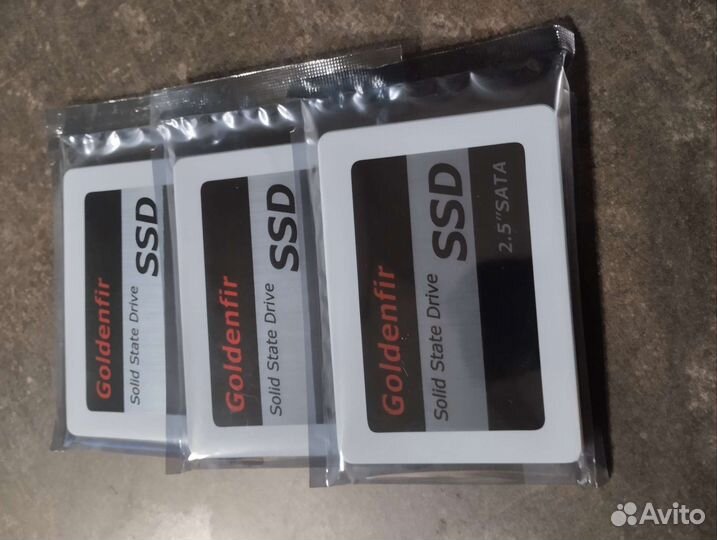 Goldenfir
Solid State Drive
SSD
Goldenfir
Solid State Drive
SSD
Goldenfir
Solid State Drive
SSD
2.5"SATA
Avito